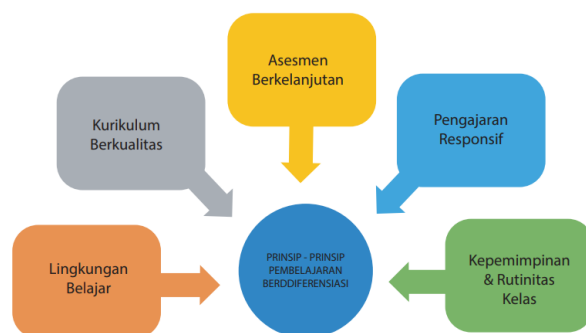 Asesmen
Berkelanjutan
Kurikulum
Berkualitas
Pengajaran
Responsif
Lingkungan
Belajar
PRINSIP - PRINSIP
PEMBELAJARAN
BERDDIFERENSIASI
Kepemimpinan
& Rutinitas
Kelas